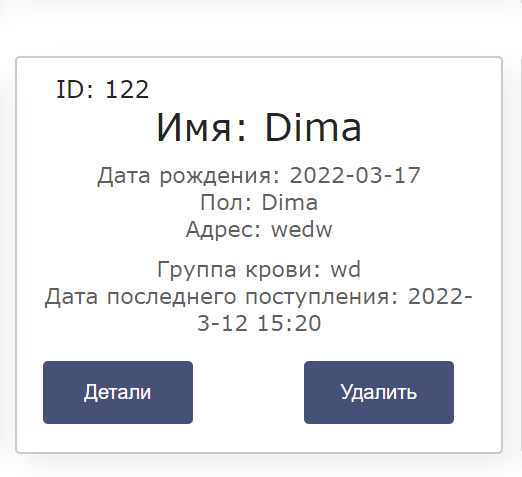 ID: 122
Имя: Dima
Дата рождения: 2022-03-17
Пол: Dima
Адрес: wedw
Группа крови: wd
Дата последнего поступления: 2022-
3-12 15:20
Детали
Удалить